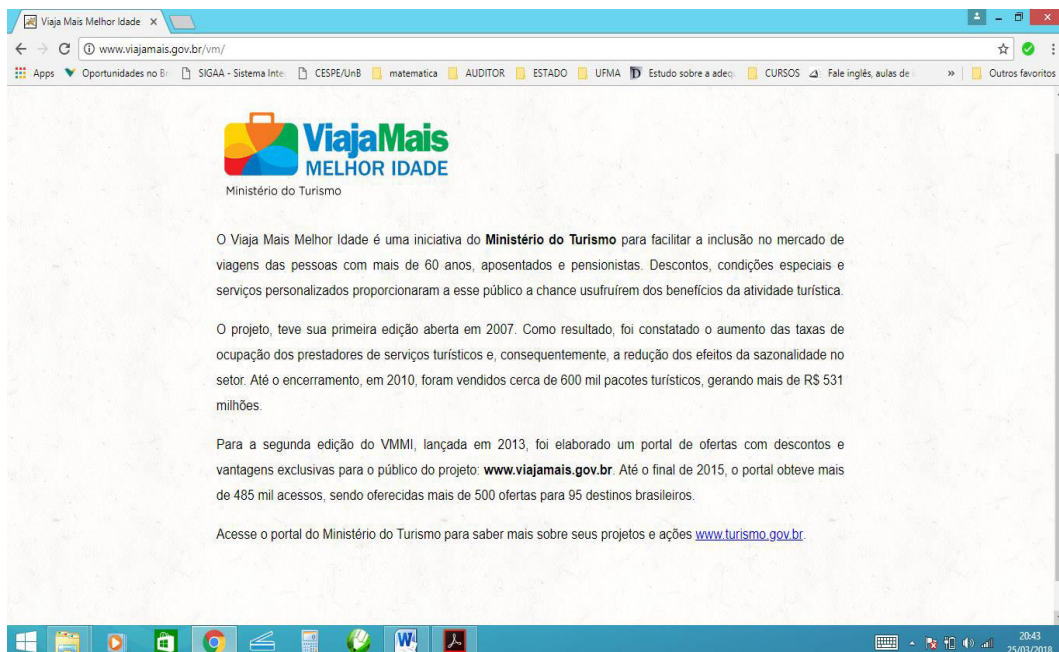 Viaja Mais Melhor Idade
www.viajamais.gov.br/vm/
Apps Oportunidades no B SIGAA - Sistema Inte CESPE/UnB matematica AUDITOR ESTADO UFMA Estudo sobre a adeq CURSOS Fale inglês, aulas de » Outros favoritos
ViajaMais
MELHOR IDADE
Ministério do Turismo
O Viaja Mais Melhor Idade é uma iniciativa do Ministério do Turismo para facilitar a inclusão no mercado de
viagens das pessoas com mais de 60 anos, aposentados e pensionistas. Descontos, condições especiais e
serviços personalizados proporcionaram a esse público a chance usufruírem dos benefícios da atividade turística.
O projeto, teve sua primeira edição aberta em 2007. Como resultado, foi constatado o aumento das taxas de
ocupação dos prestadores de serviços turísticos e, consequentemente, a redução dos efeitos da sazonalidade no
setor. Até o encerramento, em 2010, foram vendidos cerca de 600 mil pacotes turísticos, gerando mais de R$ 531
milhões.
Para a segunda edição do VMMI, lançada em 2013, foi elaborado um portal de ofertas com descontos e
vantagens exclusivas para o público do projeto: www.viajamais.gov.br. Até o final de 2015, o portal obteve mais
de 485 mil acessos, sendo oferecidas mais de 500 ofertas para 95 destinos brasileiros.
Acesse o portal do Ministério do Turismo para saber mais sobre seus projetos e ações www.turismo.gov.br.
20:43
25/03/2018